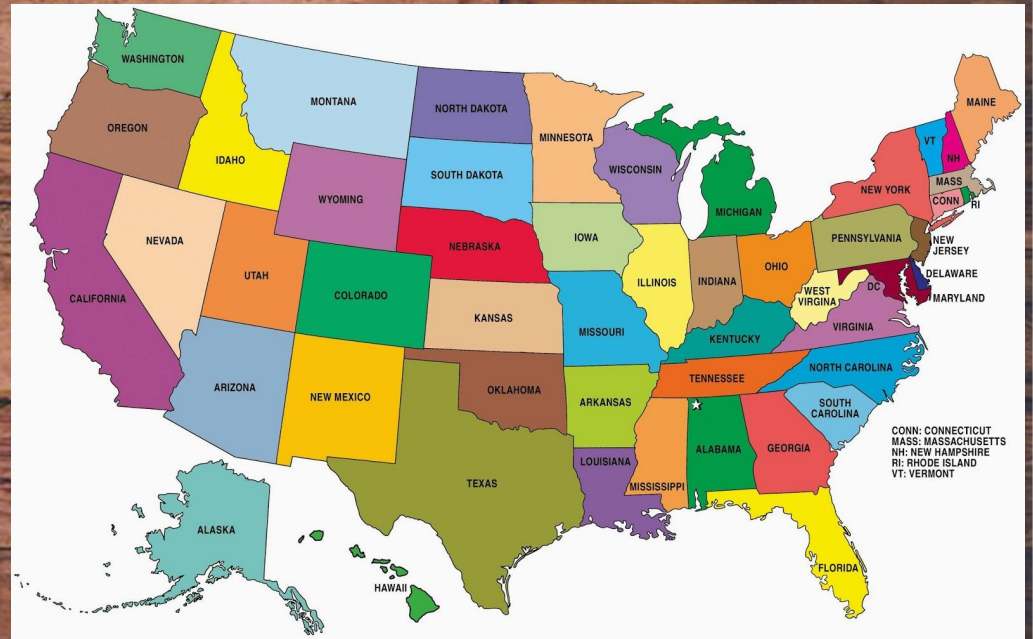 WASHINGTON
OREGON
IDAHO
MONTANA
NORTH DAKOTA
MINNESOTA
SOUTH DAKOTA
WYOMING
NEBRASKA
IOWA
WISCONSIN
MICHIGAN
MAINE
VT
NH
NEW YORK
MASS
CONN
RI
NEVADA
UTAH
CALIFORNIA
COLORADO
KANSAS
MISSOURI
ILLINOIS
INDIANA
OHIO
PENNSYLVANIA
NEW
JERSEY
DELAWARE
MARYLAND
DC
WEST
VIRGINA
VIRGINIA
KENTUCKY
ARIZONA
NEW MEXICO
OKLAHOMA
ARKANSAS
TENNESSEE
NORTH CAROLINA
SOUTH
CAROLINA
TEXAS
LOUISIANA
MISSISSIPPI
ALABAMA
GEORGIA
FLORIDA
ALASKA
HAWAII
CONN: CONNECTICUT
MASS: MASSACHUSETTS
NH: NEW HAMPSHIRE
RI: RHODE ISLAND
VT: VERMONT